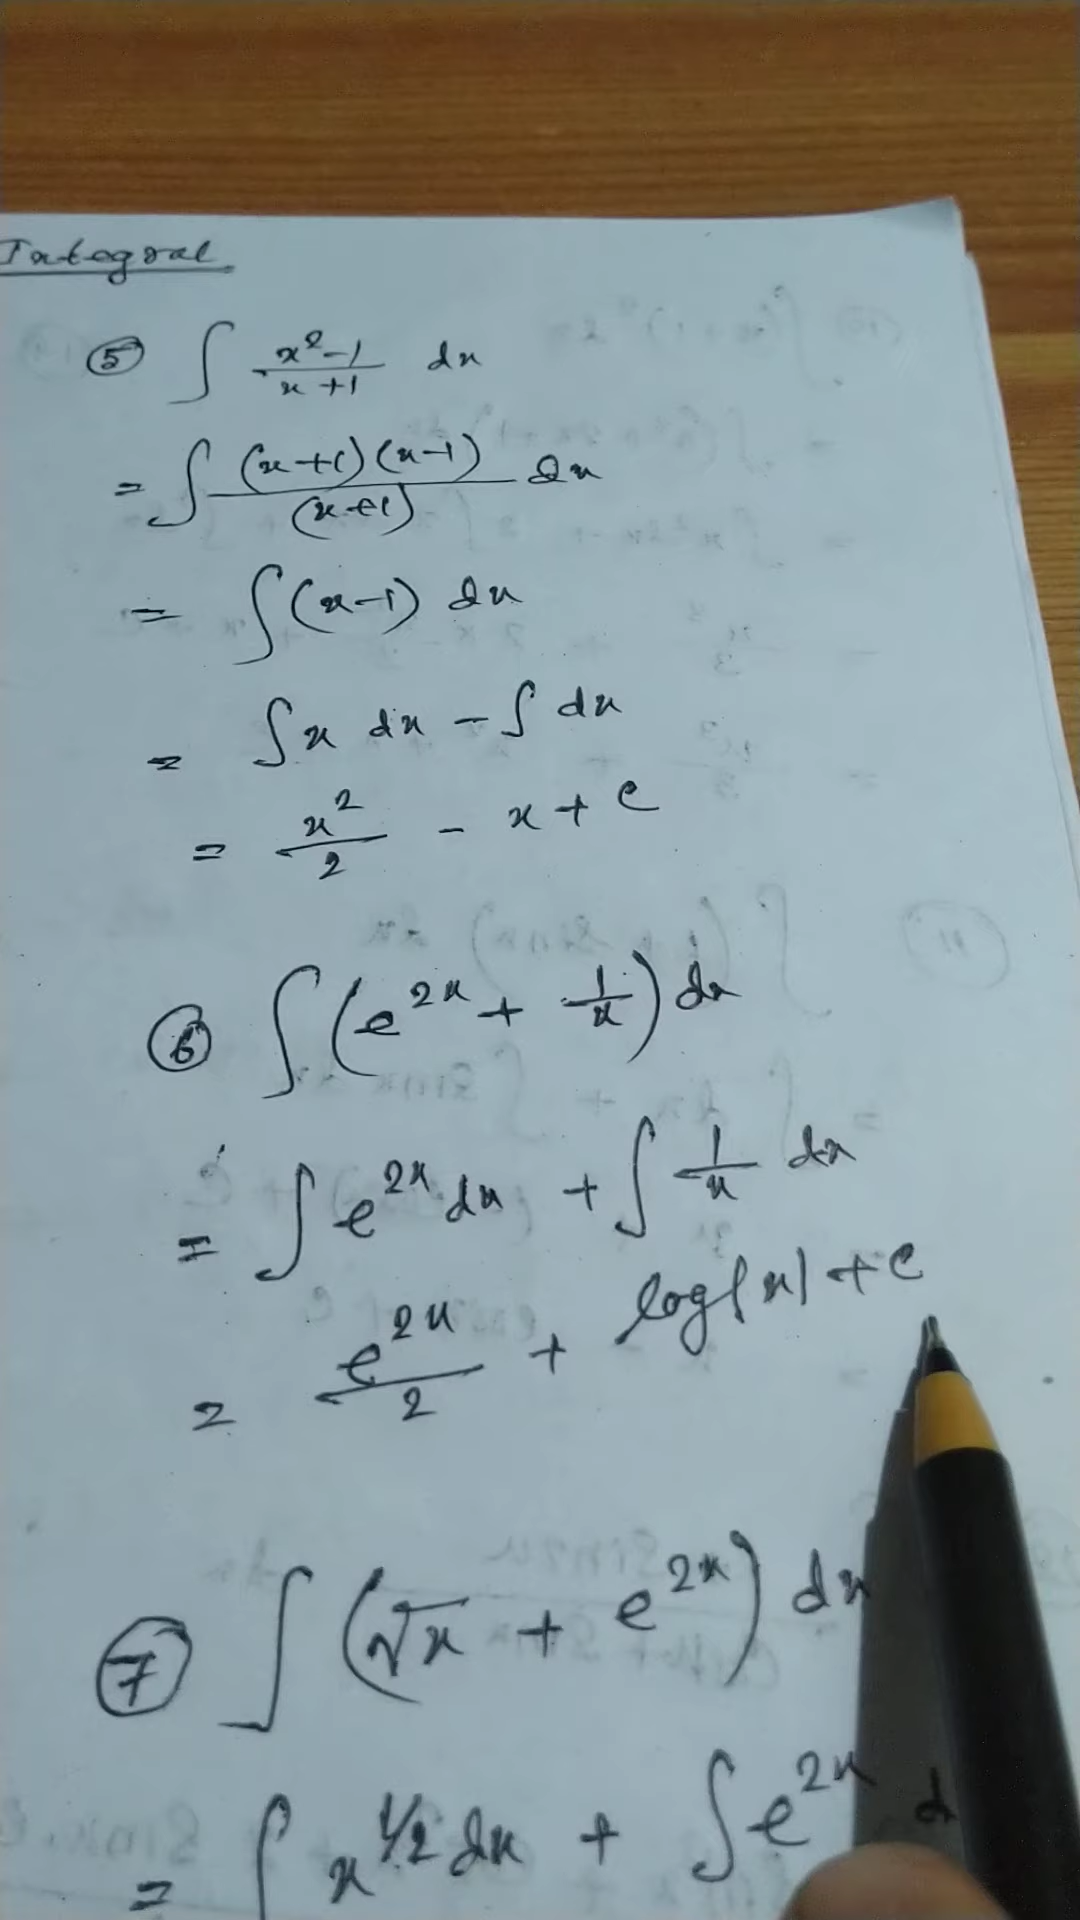 Integral
⑤ ∫ (x²-1)/(x+1) dx
= ∫ (x+1)(x-1)/(x+1) dx
= ∫ (x-1) dx
= ∫ x dx - ∫ dx
= x²/2 - x + c
⑥ ∫ (e^{2x} + 1/x) dx
= ∫ e^{2x} dx + ∫ 1/x dx
= e^{2x}/2 + log|x| + c
⑦ ∫ (√x + e^{2x}) dx
= ∫ x^{1/2} dx + ∫ e^{2x} d